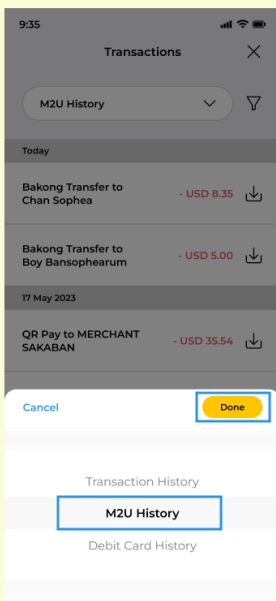 9:35
Transactions
M2U History
Today
Bakong Transfer to
Chan Sophea
- USD 8.35
Bakong Transfer to
Boy Bansophearum
- USD 5.00
17 May 2023
QR Pay to MERCHANT
SAKABAN
- USD 35.54
Cancel
Done
Transaction History
M2U History
Debit Card History